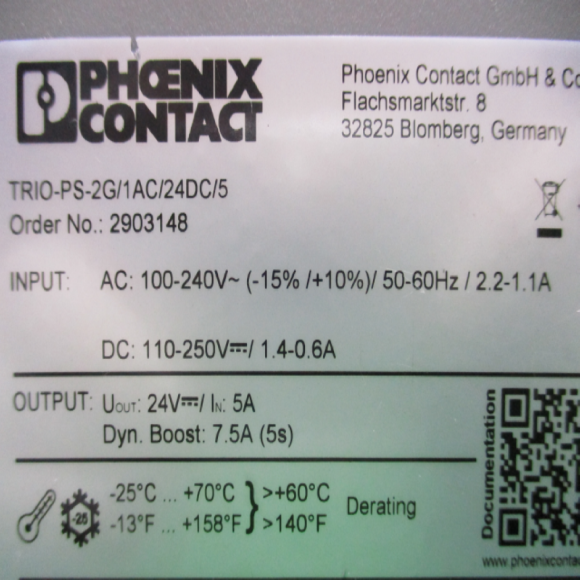 PHŒNIX
CONTACT
Phoenix Contact GmbH & Co
Flachsmarktstr. 8
32825 Blomberg, Germany
TRIO-PS-2G/1AC/24DC/5
Order No.: 2903148
INPUT: AC: 100-240V~ (-15% /+10%)/ 50-60Hz / 2.2-1.1A
DC: 110-250V⎓/ 1.4-0.6A
OUTPUT: UOUT: 24V⎓/ IN: 5A
Dyn. Boost: 7.5A (5s)
Documentation
-25
-25°C ... +70°C } >+60°C Derating
-13°F ... +158°F >140°F
www.phoenixconta